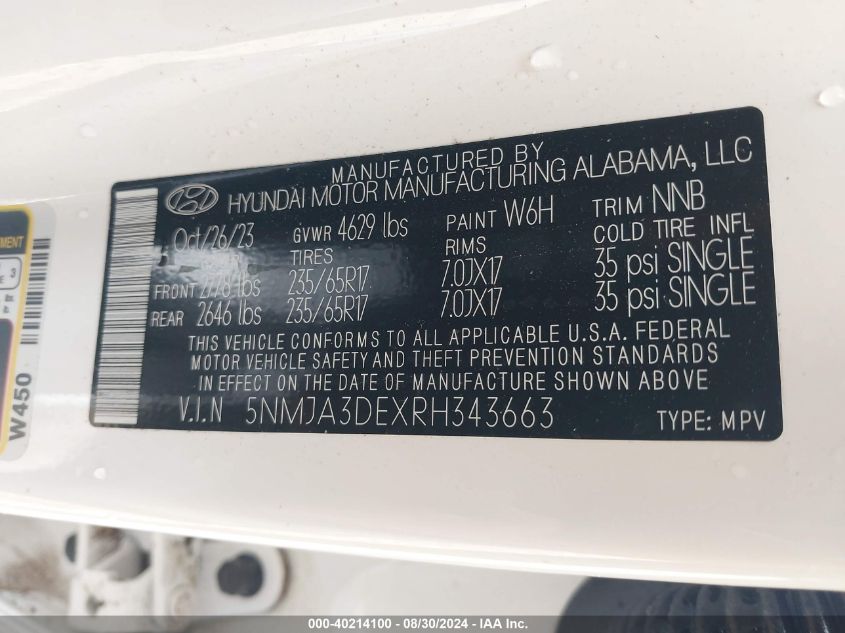 MANUFACTURED BY
HYUNDAI MOTOR MANUFACTURING ALABAMA, LLC
Oct/26/23 GVWR 4629 lbs PAINT W6H TRIM NNB
TIRES RIMS COLD TIRE INFL
FRONT lbs 235/65R17 7.0JX17 35 psi SINGLE
REAR 2646 lbs 235/65R17 7.0JX17 35 psi SINGLE
THIS VEHICLE CONFORMS TO ALL APPLICABLE U.S.A. FEDERAL
MOTOR VEHICLE SAFETY AND THEFT PREVENTION STANDARDS
IN EFFECT ON THE DATE OF MANUFACTURE SHOWN ABOVE
V.I.N 5NMJA3DEXRH343663 TYPE: MPV
W450
000-40214100 - 08/30/2024 - IAA Inc.